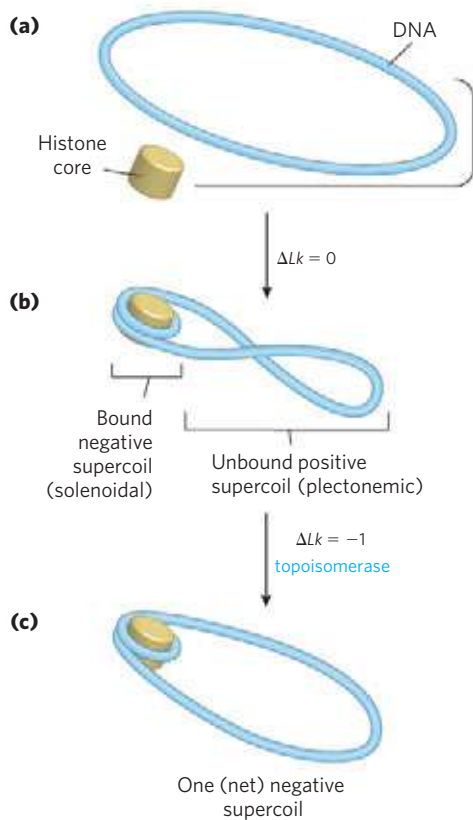 (a)
DNA
Histone
core
ΔLk = 0
(b)
Bound
negative
supercoil
(solenoidal)
Unbound positive
supercoil (plectonemic)
ΔLk = −1
topoisomerase
(c)
One (net) negative
supercoil